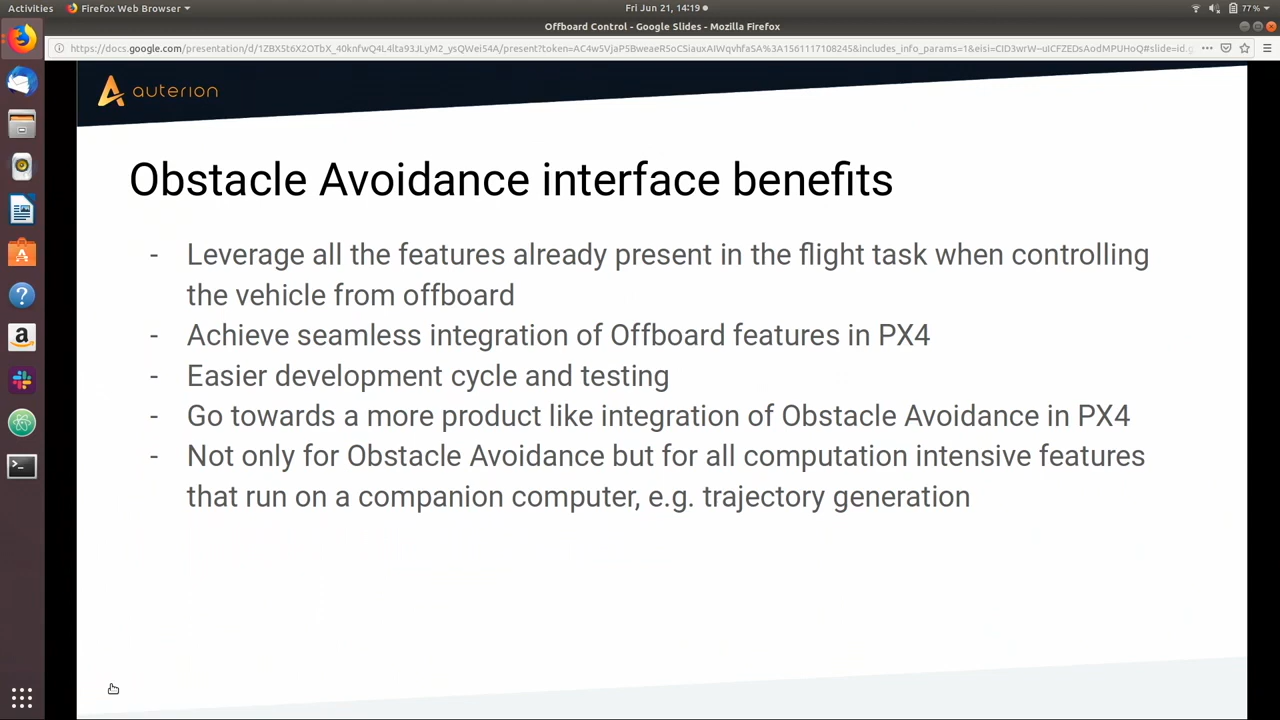 Activities
Firefox Web Browser
Fri Jun 21, 14:19
77 %
Offboard Control - Google Slides - Mozilla Firefox
auterion
Obstacle Avoidance interface benefits
- Leverage all the features already present in the flight task when controlling
the vehicle from offboard
- Achieve seamless integration of Offboard features in PX4
- Easier development cycle and testing
- Go towards a more product like integration of Obstacle Avoidance in PX4
- Not only for Obstacle Avoidance but for all computation intensive features
that run on a companion computer, e.g. trajectory generation